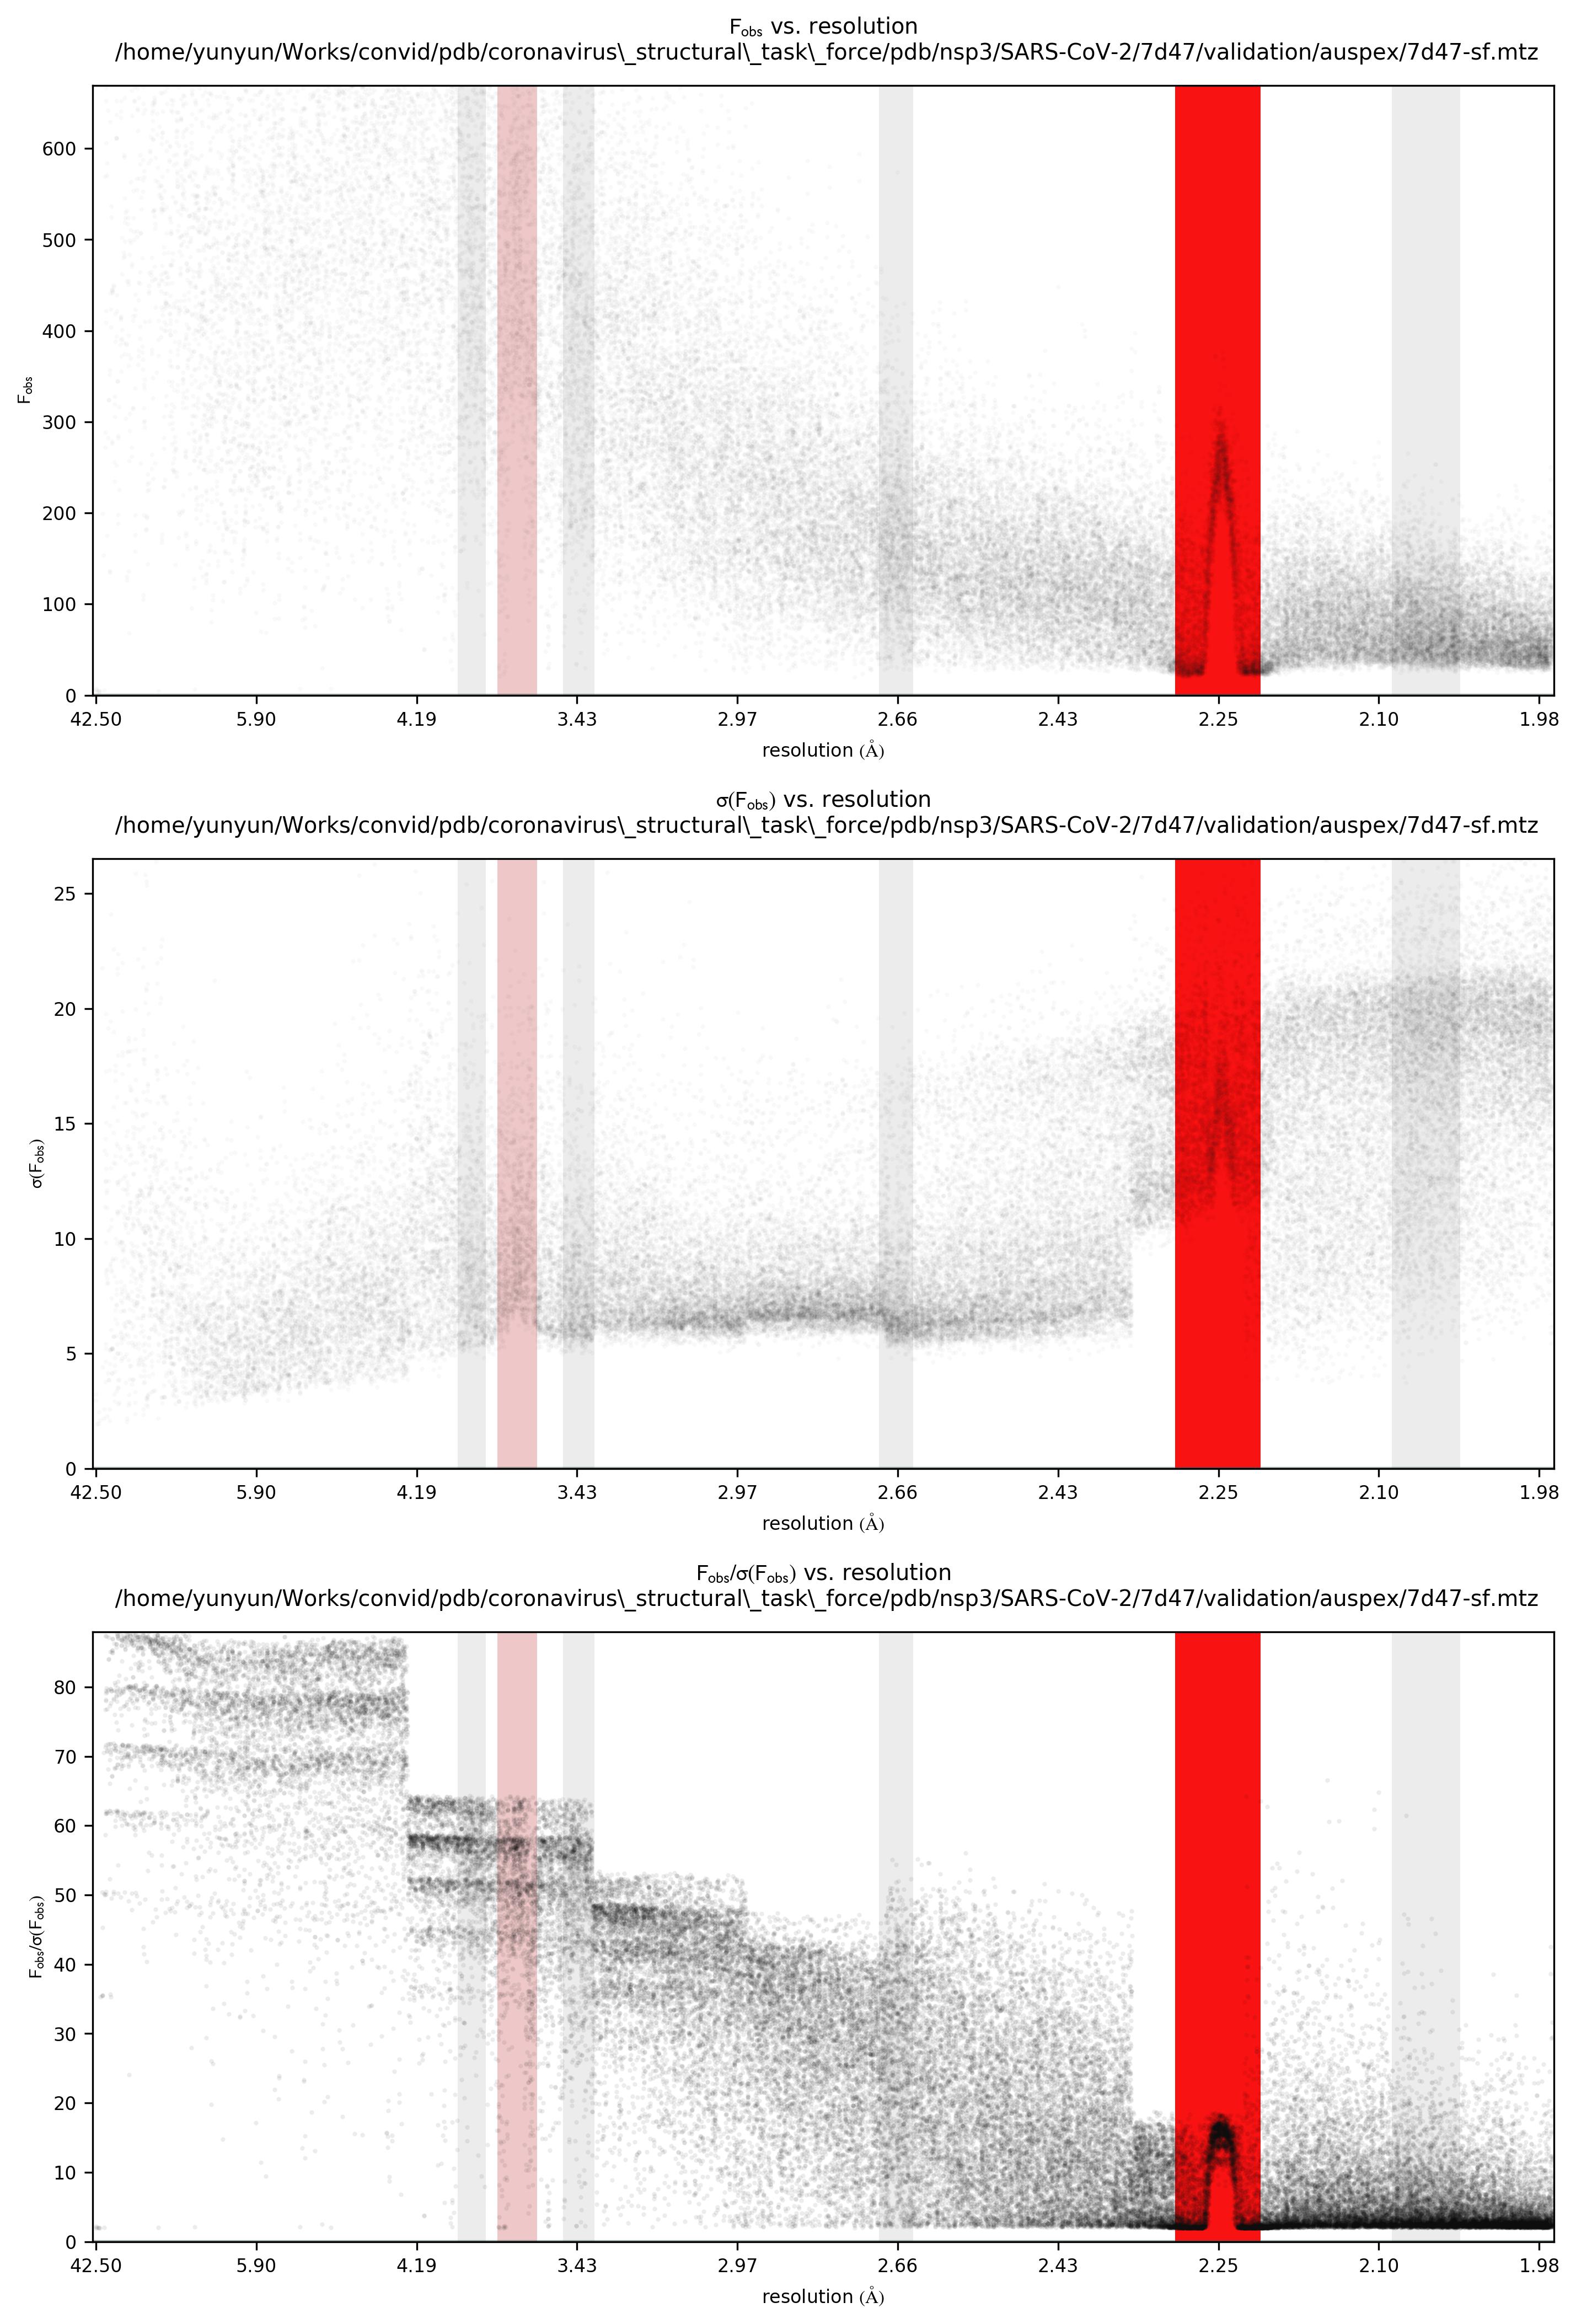 Fobs vs. resolution
/home/yunyun/Works/convid/pdb/coronavirus\_structural\_task\_force/pdb/nsp3/SARS-CoV-2/7d47/validation/auspex/7d47-sf.mtz
600
500
400
300
200
100
0
Fobs
42.50 5.90 4.19 3.43 2.97 2.66 2.43 2.25 2.10 1.98
resolution (Å)
σ(Fobs) vs. resolution
/home/yunyun/Works/convid/pdb/coronavirus\_structural\_task\_force/pdb/nsp3/SARS-CoV-2/7d47/validation/auspex/7d47-sf.mtz
25
20
15
10
5
0
σ(Fobs)
42.50 5.90 4.19 3.43 2.97 2.66 2.43 2.25 2.10 1.98
resolution (Å)
Fobs/σ(Fobs) vs. resolution
/home/yunyun/Works/convid/pdb/coronavirus\_structural\_task\_force/pdb/nsp3/SARS-CoV-2/7d47/validation/auspex/7d47-sf.mtz
80
70
60
50
40
30
20
10
0
Fobs/σ(Fobs)
42.50 5.90 4.19 3.43 2.97 2.66 2.43 2.25 2.10 1.98
resolution (Å)